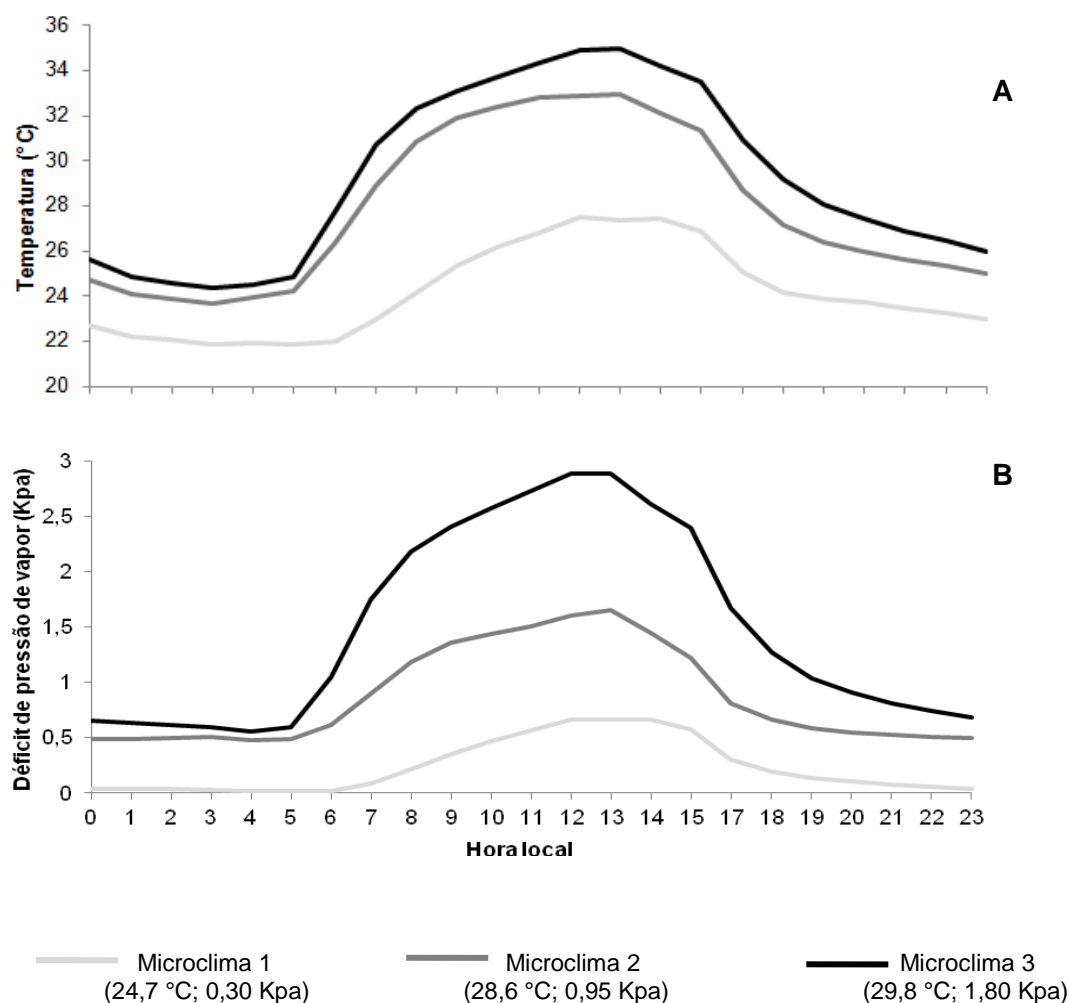 36
34
32
30
28
26
24
22
20
Temperatura (°C)
A
3
2,5
2
1,5
1
0,5
0
Déficit de pressão de vapor (Kpa)
B
0 1 2 3 4 5 6 7 8 9 10 11 12 13 14 15 17 18 19 20 21 22 23
Hora local
Microclima 1
(24,7 °C; 0,30 Kpa)
Microclima 2
(28,6 °C; 0,95 Kpa)
Microclima 3
(29,8 °C; 1,80 Kpa)